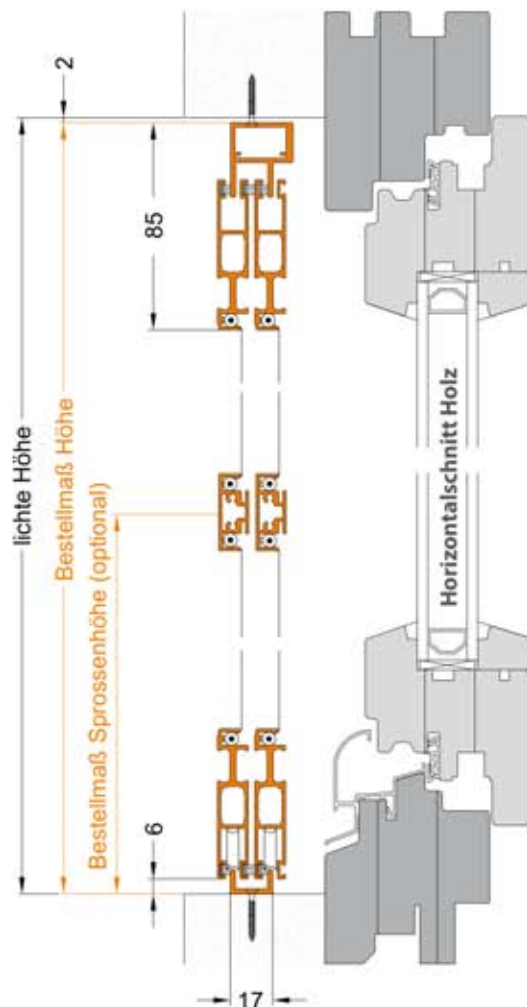 2
85
lichte Höhe
Bestellmaß Höhe
Bestellmaß Sprossenhöhe (optional)
Horizontalschnitt Holz
6
17